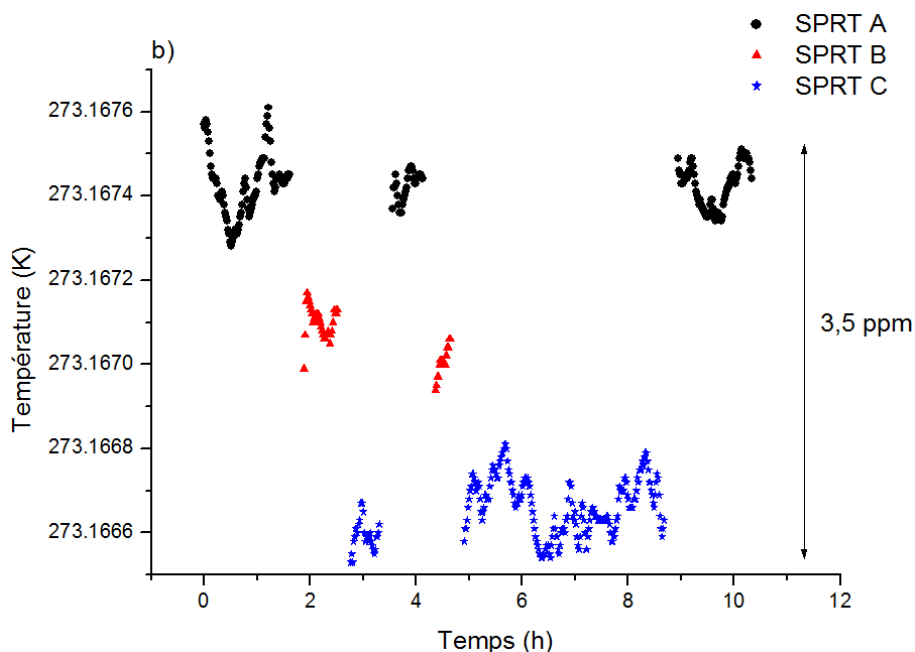 SPRT A
SPRT B
SPRT C
b)
273.1676
273.1674
273.1672
273.1670
273.1668
273.1666
Température (K)
3,5 ppm
0 2 4 6 8 10 12
Temps (h)